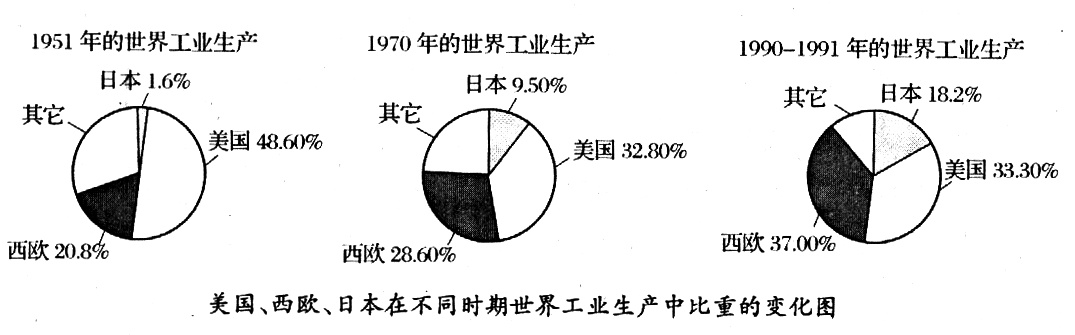 1951 年的世界工业生产
日本 1.6%
其它
美国 48.60%
西欧 20.8%
1970 年的世界工业生产
日本 9.50%
其它
美国 32.80%
西欧 28.60%
1990-1991 年的世界工业生产
日本 18.2%
其它
美国 33.30%
西欧 37.00%
美国、西欧、日本在不同时期世界工业生产中比重的变化图